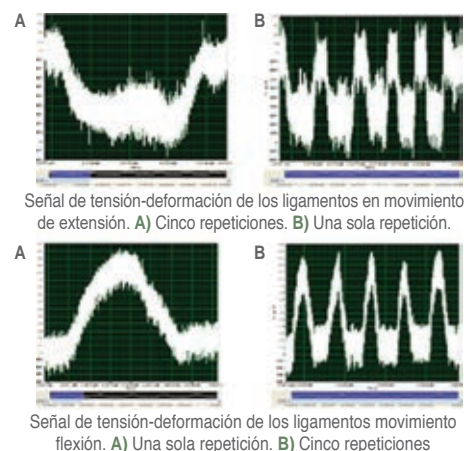 A
B
Señal de tensión-deformación de los ligamentos en movimiento
de extensión. A) Cinco repeticiones. B) Una sola repetición.
A
B
Señal de tensión-deformación de los ligamentos movimiento
flexión. A) Una sola repetición. B) Cinco repeticiones